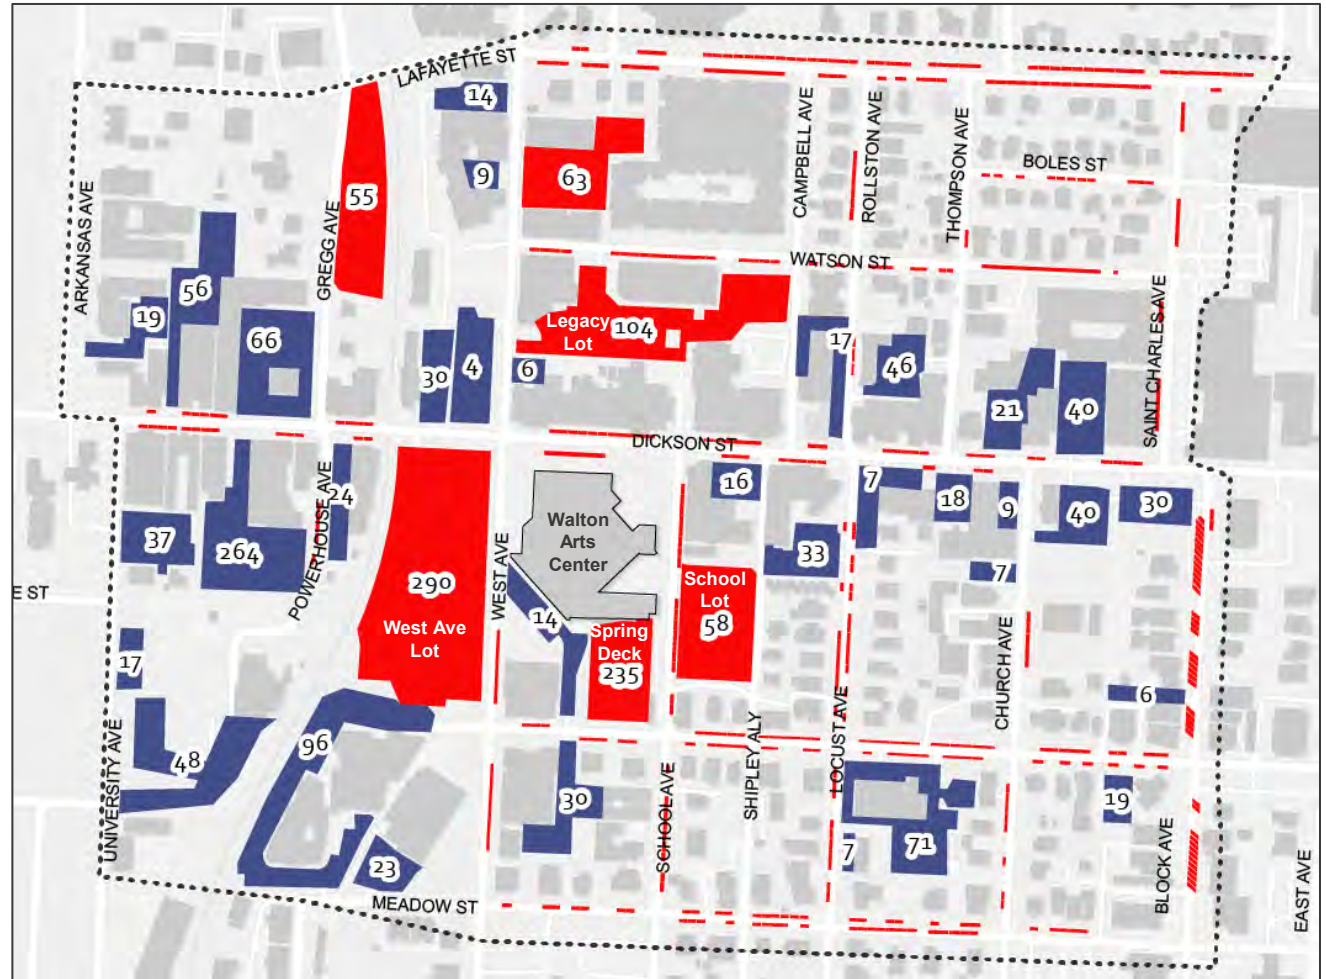 LAFAYETTE ST
14
CAMPBELL AVE
ROLLSTON AVE
THOMPSON AVE
BOLES ST
55
9
63
ARKANSAS AVE
GREGG AVE
WATSON ST
SAINT CHARLES AVE
56
19
66
Legacy
Lot
104
17
30
4
6
46
21
40
DICKSON ST
24
POWERHOUSE AVE
16
7
18
9
40
30
37
264
WEST AVE
Walton
Arts
Center
33
7
E ST
290
West Ave
Lot
14
Spring
Deck
235
School
Lot
58
CHURCH AVE
17
6
UNIVERSITY AVE
48
96
SHIPLEY ALY
LOCUST AVE
30
SCHOOL AVE
19
71
7
23
BLOCK AVE
EAST AVE
MEADOW ST